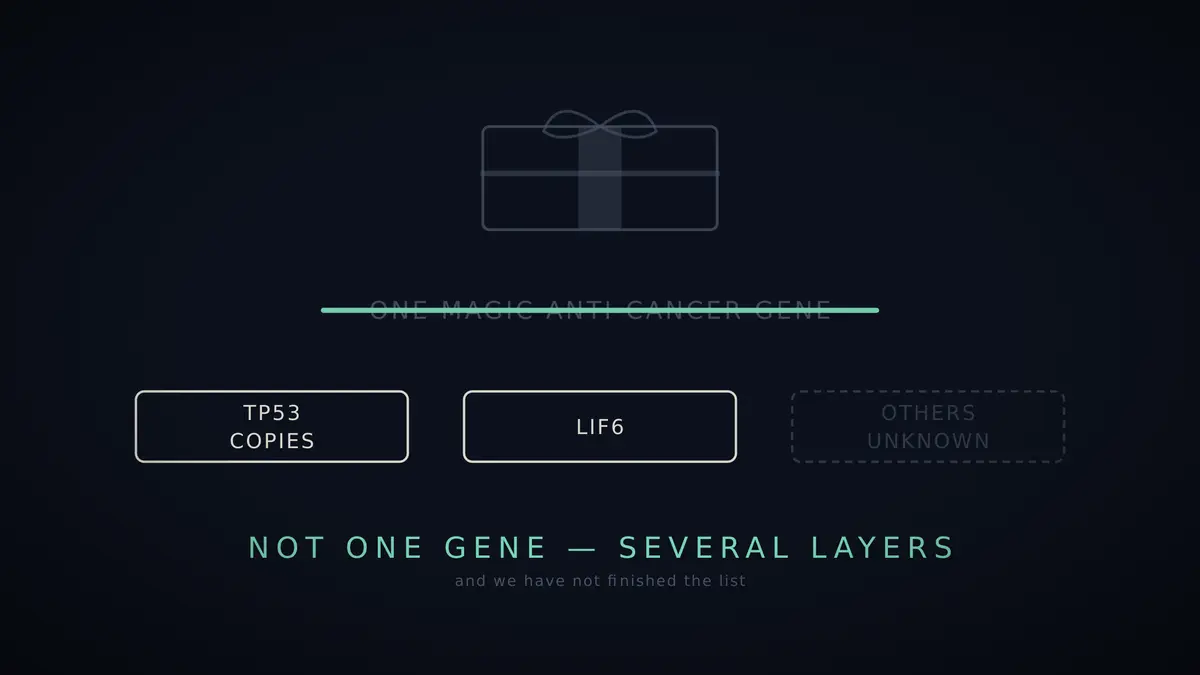 ONE MAGIC ANTI-CANCER GENE
TP53
COPIES
LIF6
OTHERS
UNKNOWN
NOT ONE GENE — SEVERAL LAYERS
and we have not finished the list